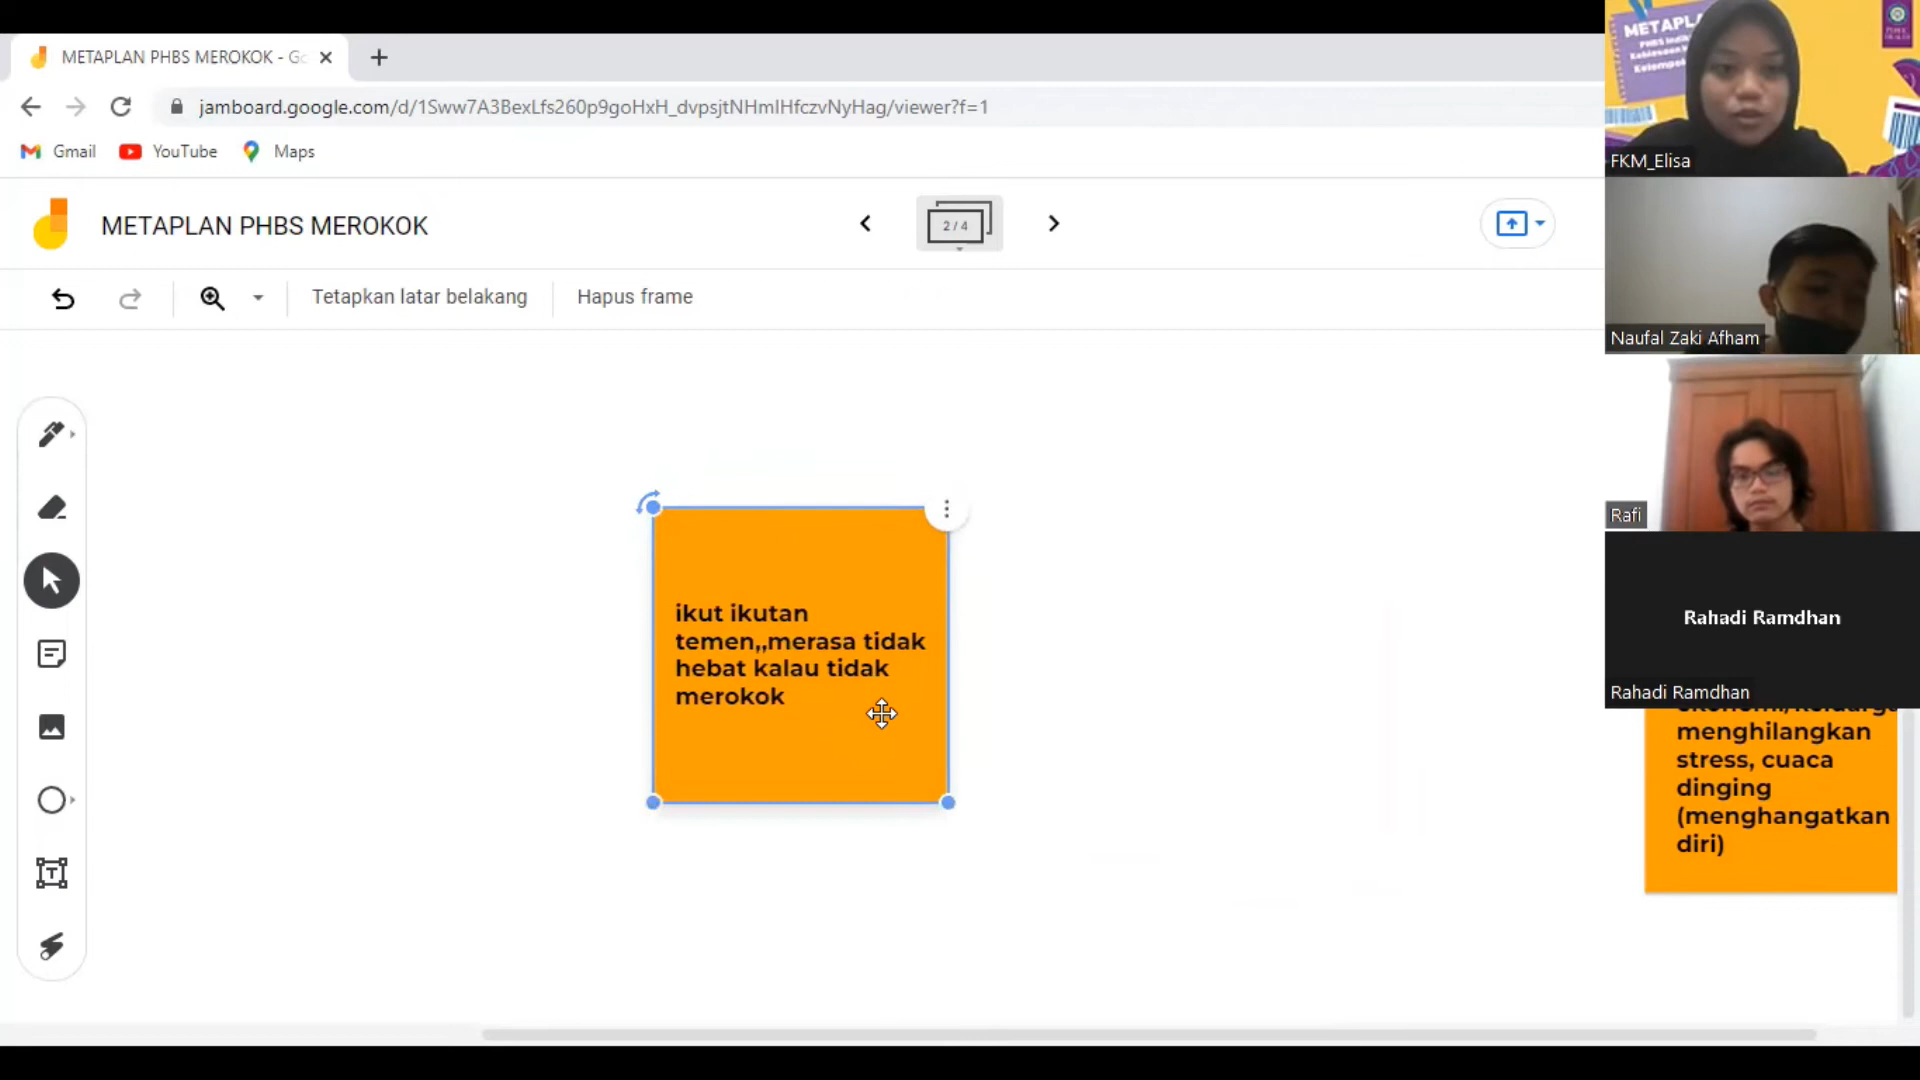 METAPLAN PHBS MEROKOK - Go
jamboard.google.com/d/1Sww7A3BexLfs260p9goHxH_dvpsjtNHmIHfczvNyHag/viewer?f=1
Gmail
YouTube
Maps
METAPLAN PHBS MEROKOK
2 / 4
Tetapkan latar belakang
Hapus frame
ikut ikutan
temen,,merasa tidak
hebat kalau tidak
merokok
menghilangkan
stress, cuaca
dinging
(menghangatkan
diri)
FKM_Elisa
Naufal Zaki Afham
Rafi
Rahadi Ramdhan
Rahadi Ramdhan